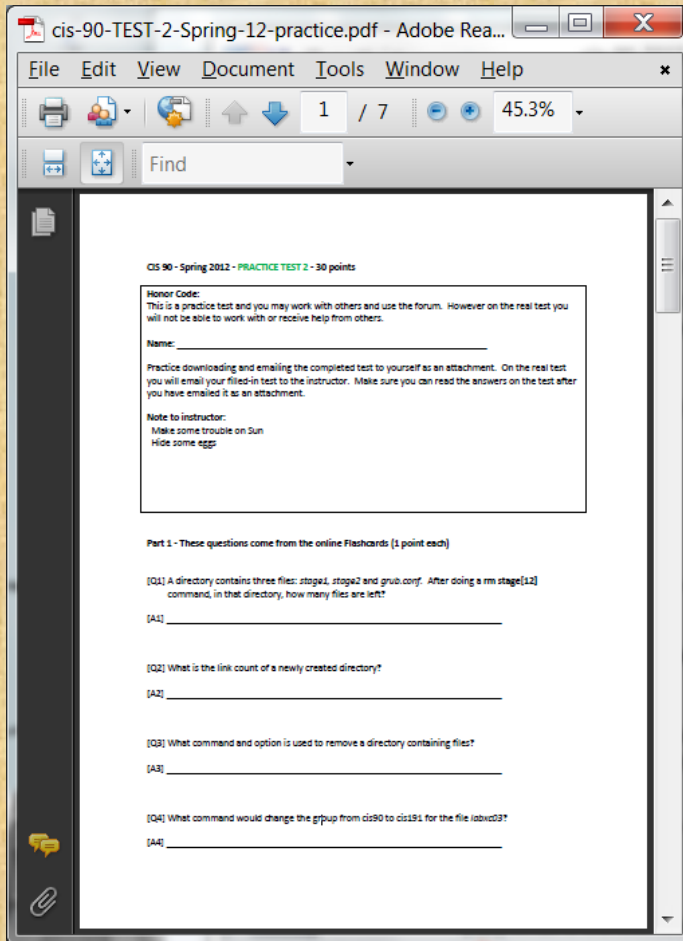 cis-90-TEST-2-Spring-12-practice.pdf - Adobe Rea...
File Edit View Document Tools Window Help
1 / 7 45.3%
Find
CIS 90 - Spring 2012 - PRACTICE TEST 2 - 30 points
Honor Code:
This is a practice test and you may work with others and use the forum. However on the real test you
will not be able to work with or receive help from others.
Name:
Practice downloading and emailing the completed test to yourself as an attachment. On the real test
you will email your filled-in test to the instructor. Make sure you can read the answers on the test after
you have emailed it as an attachment.
Note to instructor:
Make some trouble on Sun
Hide some eggs
Part 1 - These questions come from the online Flashcards (1 point each)
[Q1] A directory contains three files: stage1, stage2 and grub.conf. After doing a rm stage[12]
command, in that directory, how many files are left?
[A1]
[Q2] What is the link count of a newly created directory?
[A2]
[Q3] What command and option is used to remove a directory containing files?
[A3]
[Q4] What command would change the group from cis90 to cis191 for the file labxc03?
[A4]